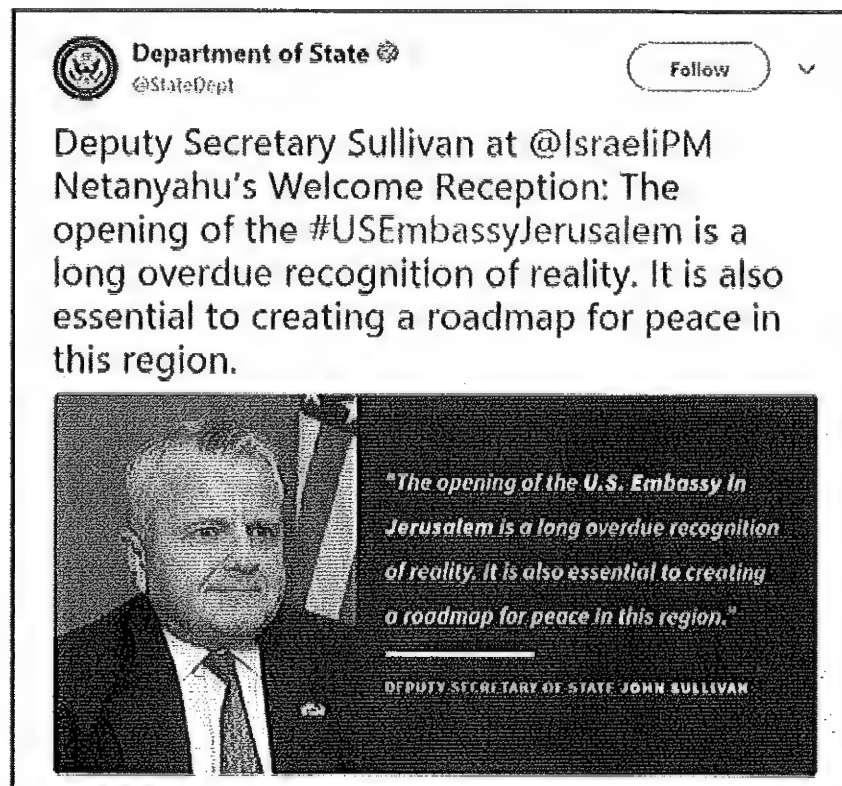 Department of State
@StateDept
Follow
Deputy Secretary Sullivan at @IsraeliPM
Netanyahu's Welcome Reception: The
opening of the #USEmbassyJerusalem is a
long overdue recognition of reality. It is also
essential to creating a roadmap for peace in
this region.
"The opening of the U.S. Embassy in
Jerusalem is a long overdue recognition
of reality. It is also essential to creating
a roadmap for peace in this region."
DEPUTY SECRETARY OF STATE JOHN SULLIVAN